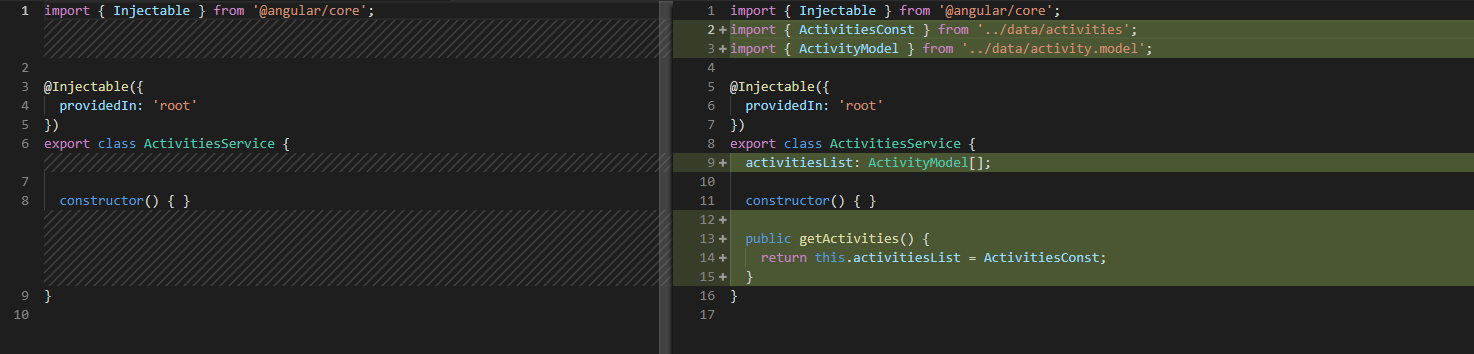 1 import { Injectable } from '@angular/core';
2
3 @Injectable({
4 providedIn: 'root'
5 })
6 export class ActivitiesService {
7
8 constructor() { }
9 }
10
1 import { Injectable } from '@angular/core';
2 + import { ActivitiesConst } from '../data/activities';
3 + import { ActivityModel } from '../data/activity.model';
4
5 @Injectable({
6 providedIn: 'root'
7 })
8 export class ActivitiesService {
9 + activitiesList: ActivityModel[];
10
11 constructor() { }
12 +
13 + public getActivities() {
14 + return this.activitiesList = ActivitiesConst;
15 + }
16 }
17